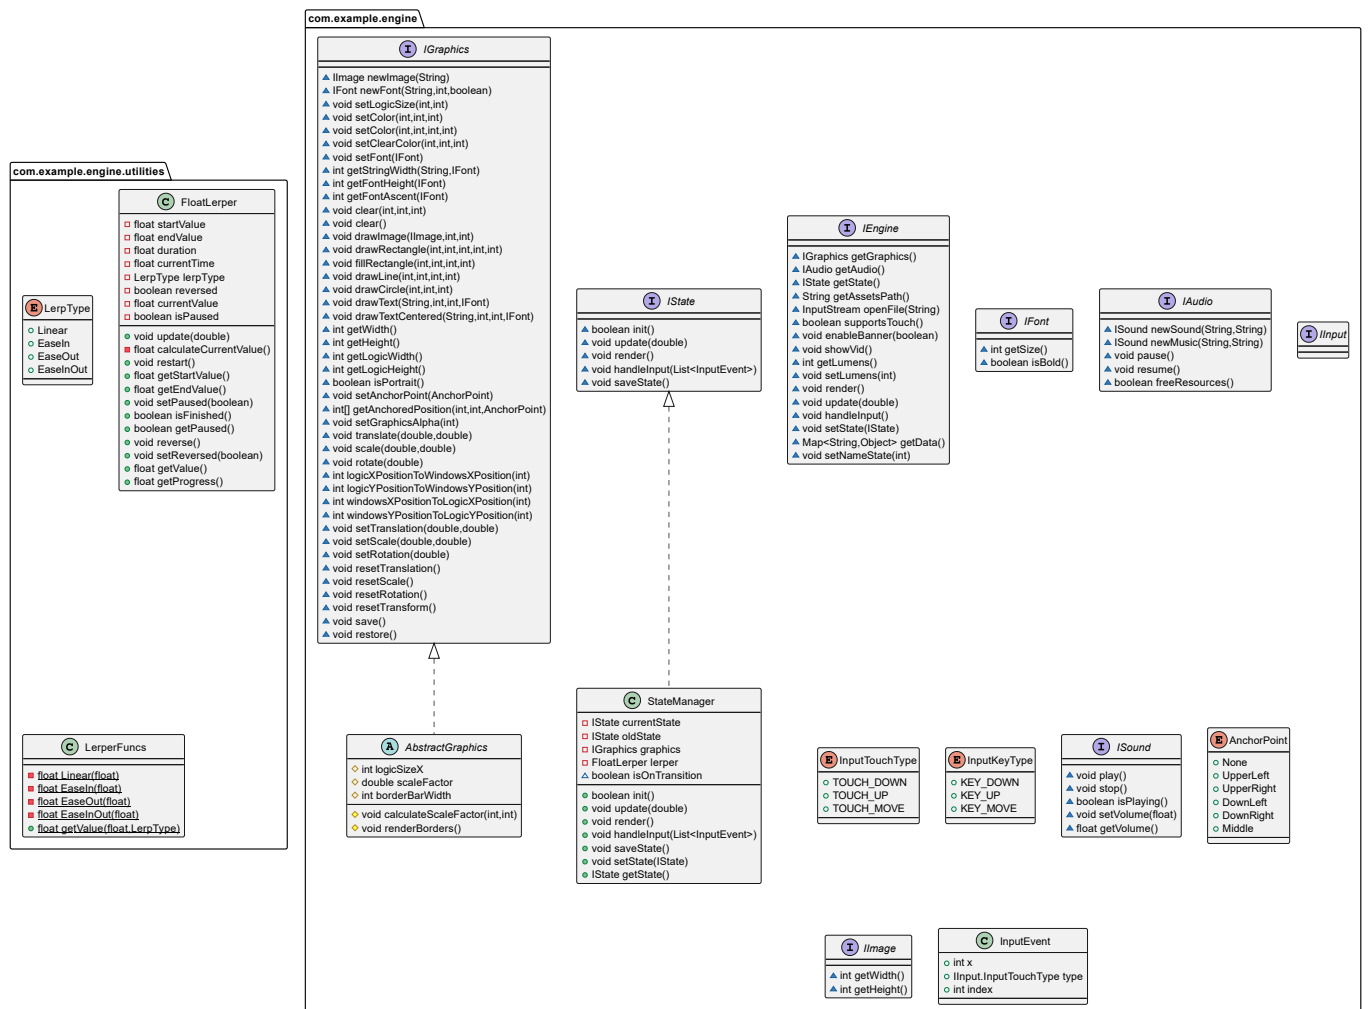 com.example.engine
I IGraphics
IImage newImage(String)
IFont newFont(String,int,boolean)
void setLogicSize(int,int)
void setColor(int,int,int)
void setColor(int,int,int,int)
void setClearColor(int,int,int)
void setFont(IFont)
int getStringWidth(String,IFont)
int getFontHeight(IFont)
int getFontAscent(IFont)
void clear(int,int,int)
void clear()
void drawImage(IImage,int,int)
void drawRectangle(int,int,int,int,int)
void fillRectangle(int,int,int,int)
void drawLine(int,int,int,int)
void drawCircle(int,int,int)
void drawText(String,int,int,IFont)
void drawTextCentered(String,int,int,IFont)
int getWidth()
int getHeight()
int getLogicWidth()
int getLogicHeight()
boolean isPortrait()
void setAnchorPoint(AnchorPoint)
int[] getAnchoredPosition(int,int,AnchorPoint)
void setGraphicsAlpha(int)
void translate(double,double)
void scale(double,double)
void rotate(double)
int logicXPositionToWindowsXPosition(int)
int logicYPositionToWindowsYPosition(int)
int windowsXPositionToLogicXPosition(int)
int windowsYPositionToLogicYPosition(int)
void setTranslation(double,double)
void setScale(double,double)
void setRotation(double)
void resetTranslation()
void resetScale()
void resetRotation()
void resetTransform()
void save()
void restore()
com.example.engine.utilities
C FloatLerper
float startValue
float endValue
float duration
float currentTime
LerpType lerpType
boolean reversed
float currentValue
boolean isPaused
void update(double)
float calculateCurrentValue()
void restart()
float getStartValue()
float getEndValue()
void setPaused(boolean)
boolean isFinished()
boolean getPaused()
void reverse()
void setReversed(boolean)
float getValue()
float getProgress()
E LerpType
Linear
EaseIn
EaseOut
EaseInOut
I IState
boolean init()
void update(double)
void render()
void handleInput(List<InputEvent>)
void saveState()
I IEngine
IGraphics getGraphics()
IAudio getAudio()
IState getState()
String getAssetsPath()
InputStream openFile(String)
boolean supportsTouch()
void enableBanner(boolean)
void showVid()
int getLumens()
void setLumens(int)
void render()
void update(double)
void handleInput()
void setState(IState)
Map<String,Object> getData()
void setNameState(int)
I IFont
int getSize()
boolean isBold()
I IAudio
ISound newSound(String,String)
ISound newMusic(String,String)
void pause()
void resume()
boolean freeResources()
I IInput
C LerperFuncs
float Linear(float)
float EaseIn(float)
float EaseOut(float)
float EaseInOut(float)
float getValue(float,LerpType)
A AbstractGraphics
int logicSizeX
double scaleFactor
int borderBarWidth
void calculateScaleFactor(int,int)
void renderBorders()
C StateManager
IState currentState
IState oldState
IGraphics graphics
FloatLerper lerper
boolean isOnTransition
boolean init()
void update(double)
void render()
void handleInput(List<InputEvent>)
void saveState()
void setState(IState)
IState getState()
E InputTouchType
TOUCH_DOWN
TOUCH_UP
TOUCH_MOVE
E InputKeyType
KEY_DOWN
KEY_UP
KEY_MOVE
I ISound
void play()
void stop()
boolean isPlaying()
void setVolume(float)
float getVolume()
E AnchorPoint
None
UpperLeft
UpperRight
DownLeft
DownRight
Middle
I IImage
int getWidth()
int getHeight()
C InputEvent
int x
IInput.InputTouchType type
int index